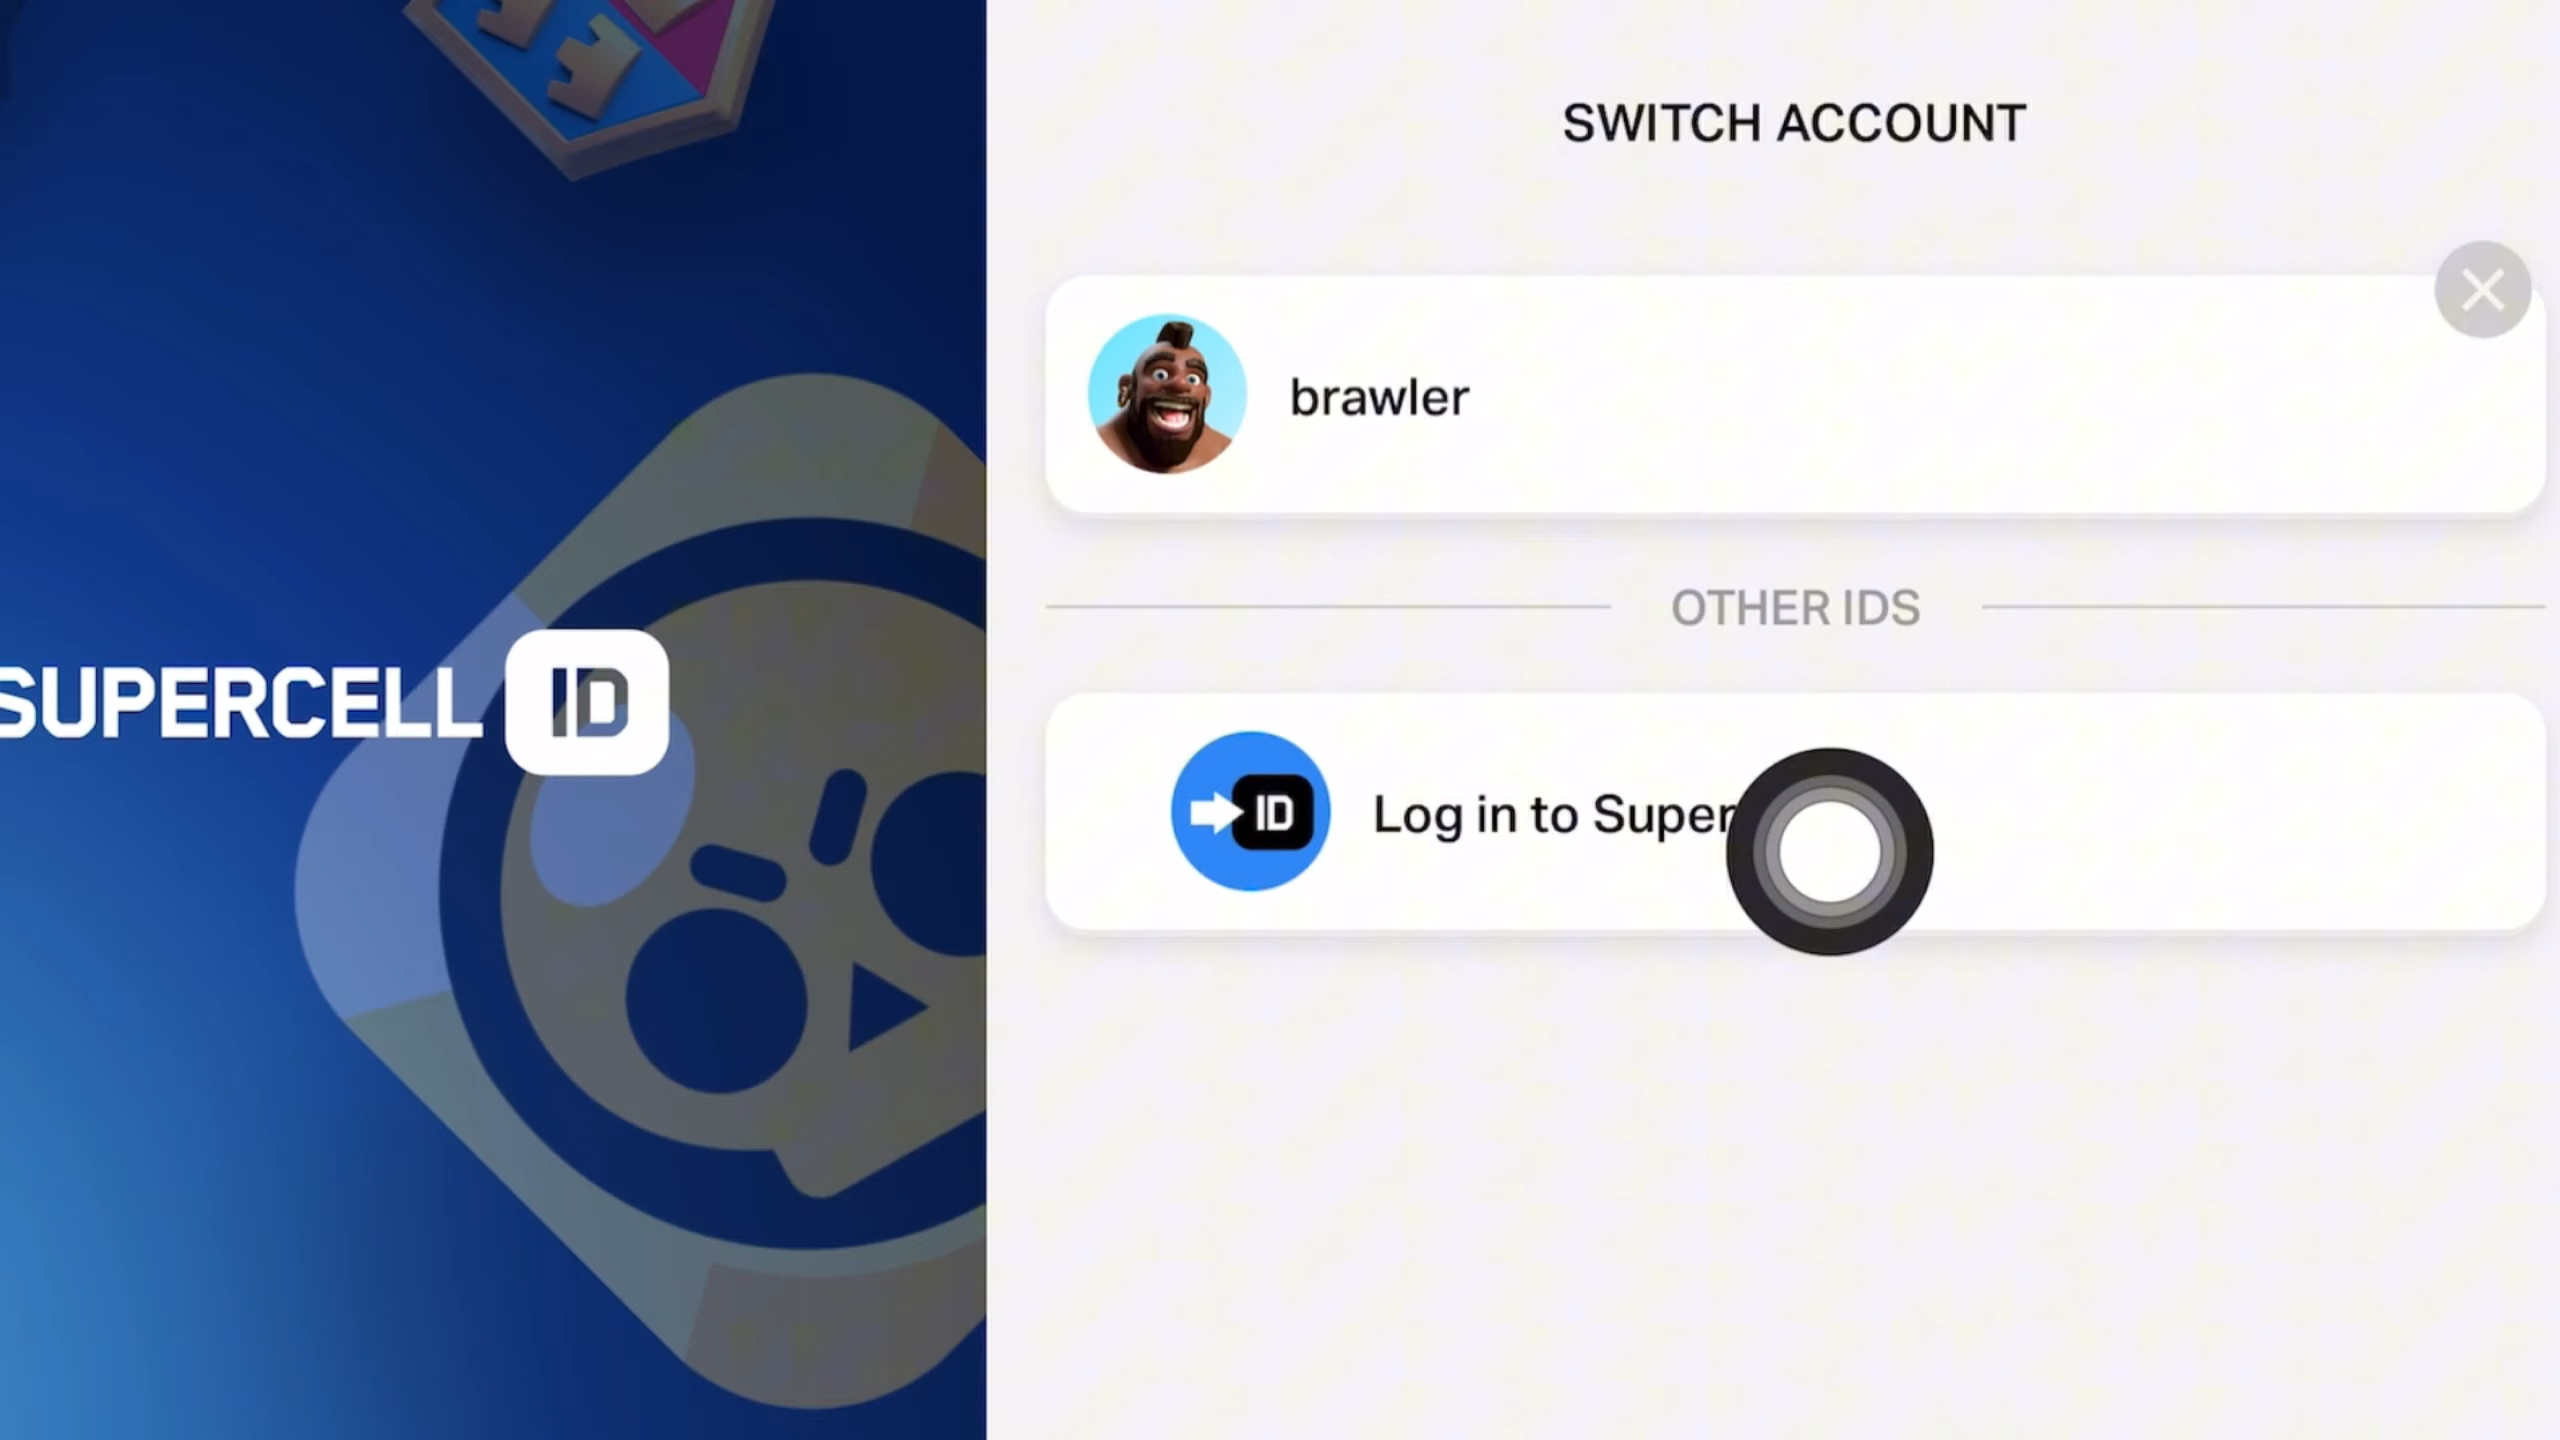 SWITCH ACCOUNT
brawler
OTHER IDS
SUPERCELL ID
ID Log in to Super